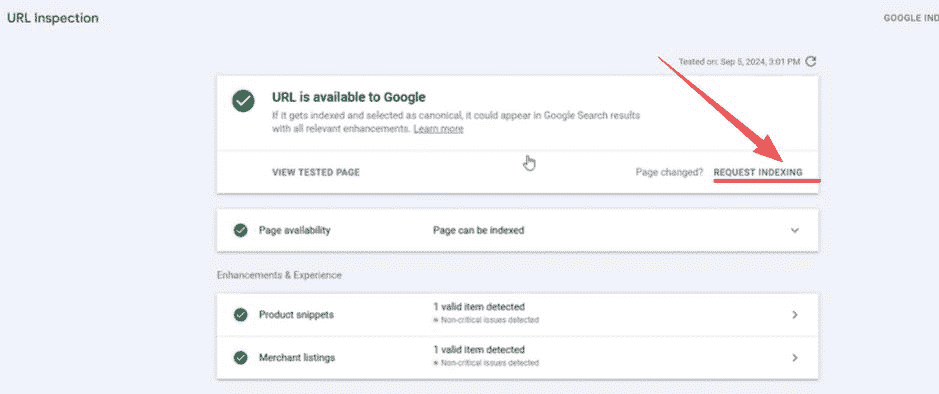 URL Inspection
GOOGLE IND
Tested on: Sep 5, 2024, 3:01 PM
URL is available to Google
If it gets indexed and selected as canonical, it could appear in Google Search results
with all relevant enhancements. Learn more
VIEW TESTED PAGE
Page changed?
REQUEST INDEXING
Page availability
Page can be indexed
Enhancements & Experience
Product snippets
1 valid item detected
Non-critical issues detected
Merchant listings
1 valid item detected
Non-critical issues detected